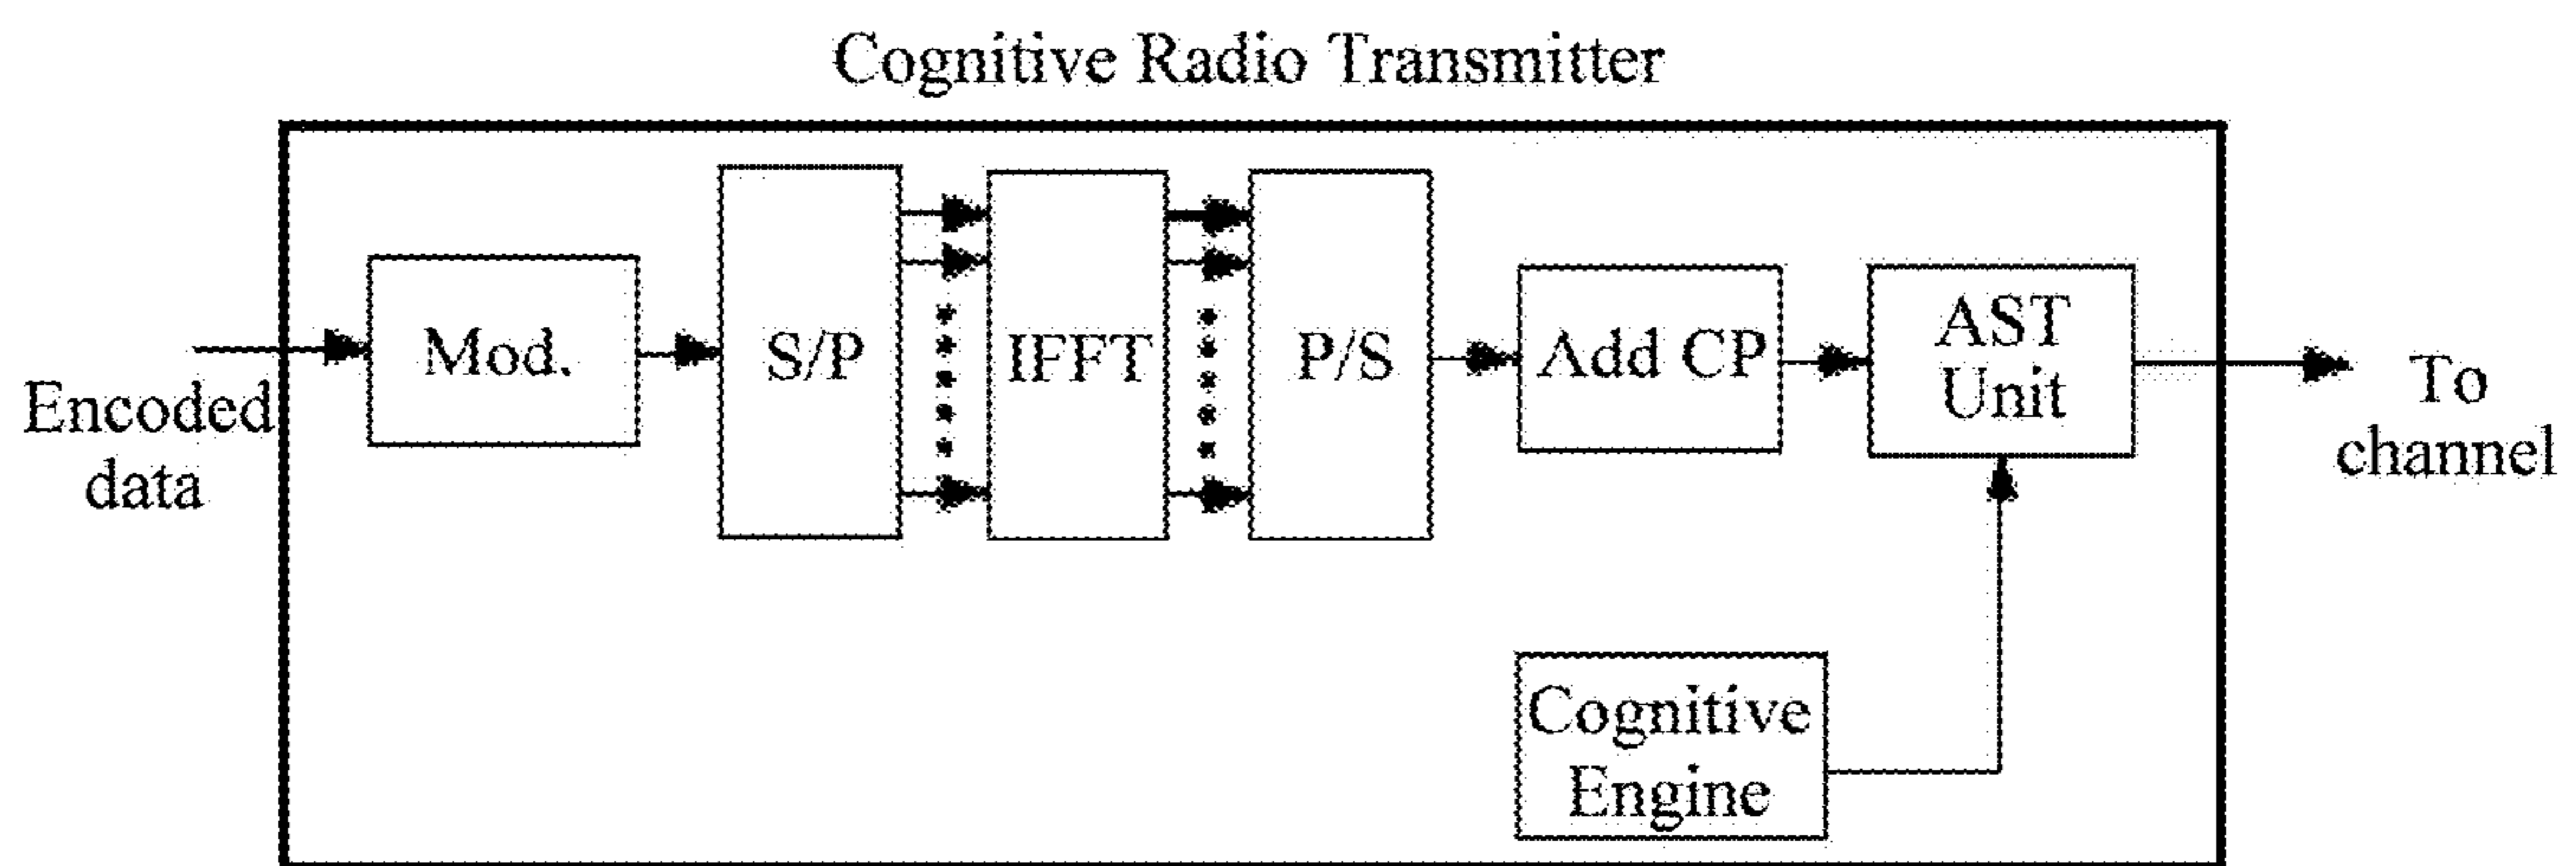 Cognitive Radio Transmitter
Encoded
data
Mod.
S/P
IFFT
P/S
Add CP
AST
Unit
To
channel
Cognitive
Engine